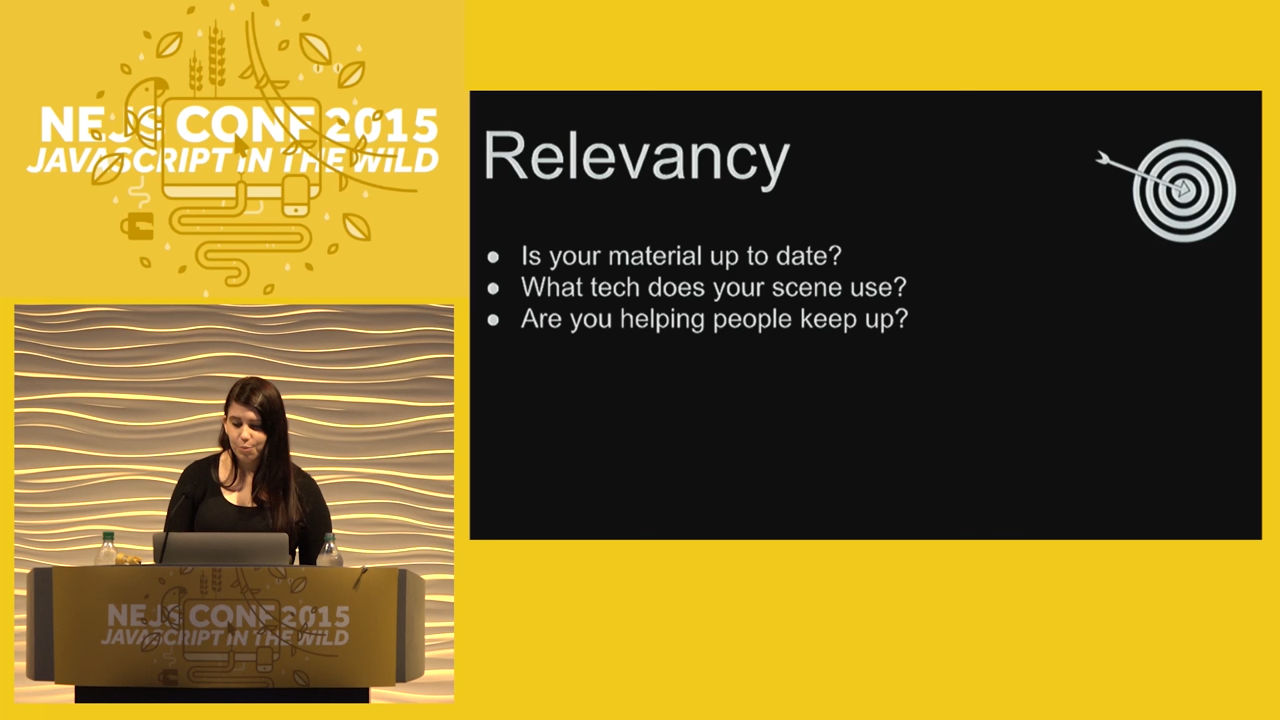 NEJS CONF 2015
JAVASCRIPT IN THE WILD
Relevancy
● Is your material up to date?
● What tech does your scene use?
● Are you helping people keep up?
NEJS CONF 2015
JAVASCRIPT IN THE WILD